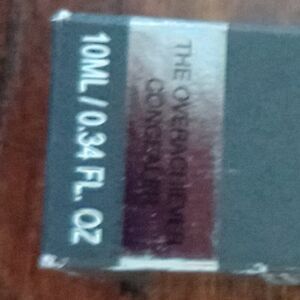 THE OVERACHIEVER
CONCEALER
10ML / 0.34 FL. OZ